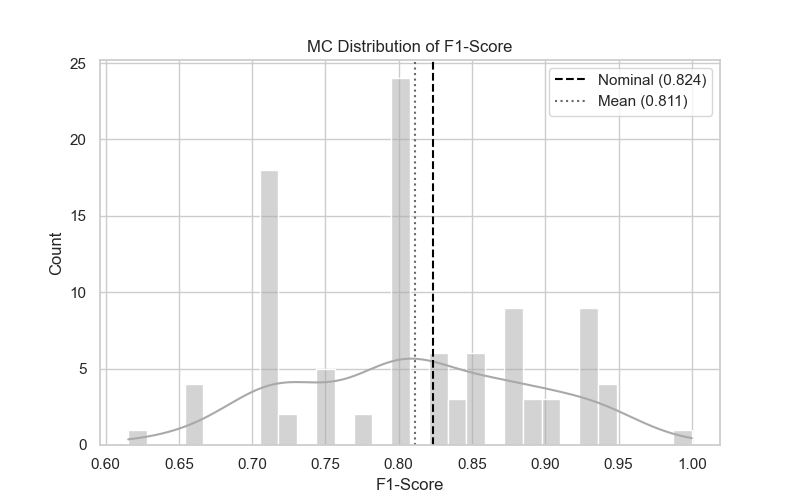 MC Distribution of F1-Score
Nominal (0.824)
Mean (0.811)
Count
25
20
15
10
5
0
0.60 0.65 0.70 0.75 0.80 0.85 0.90 0.95 1.00
F1-Score